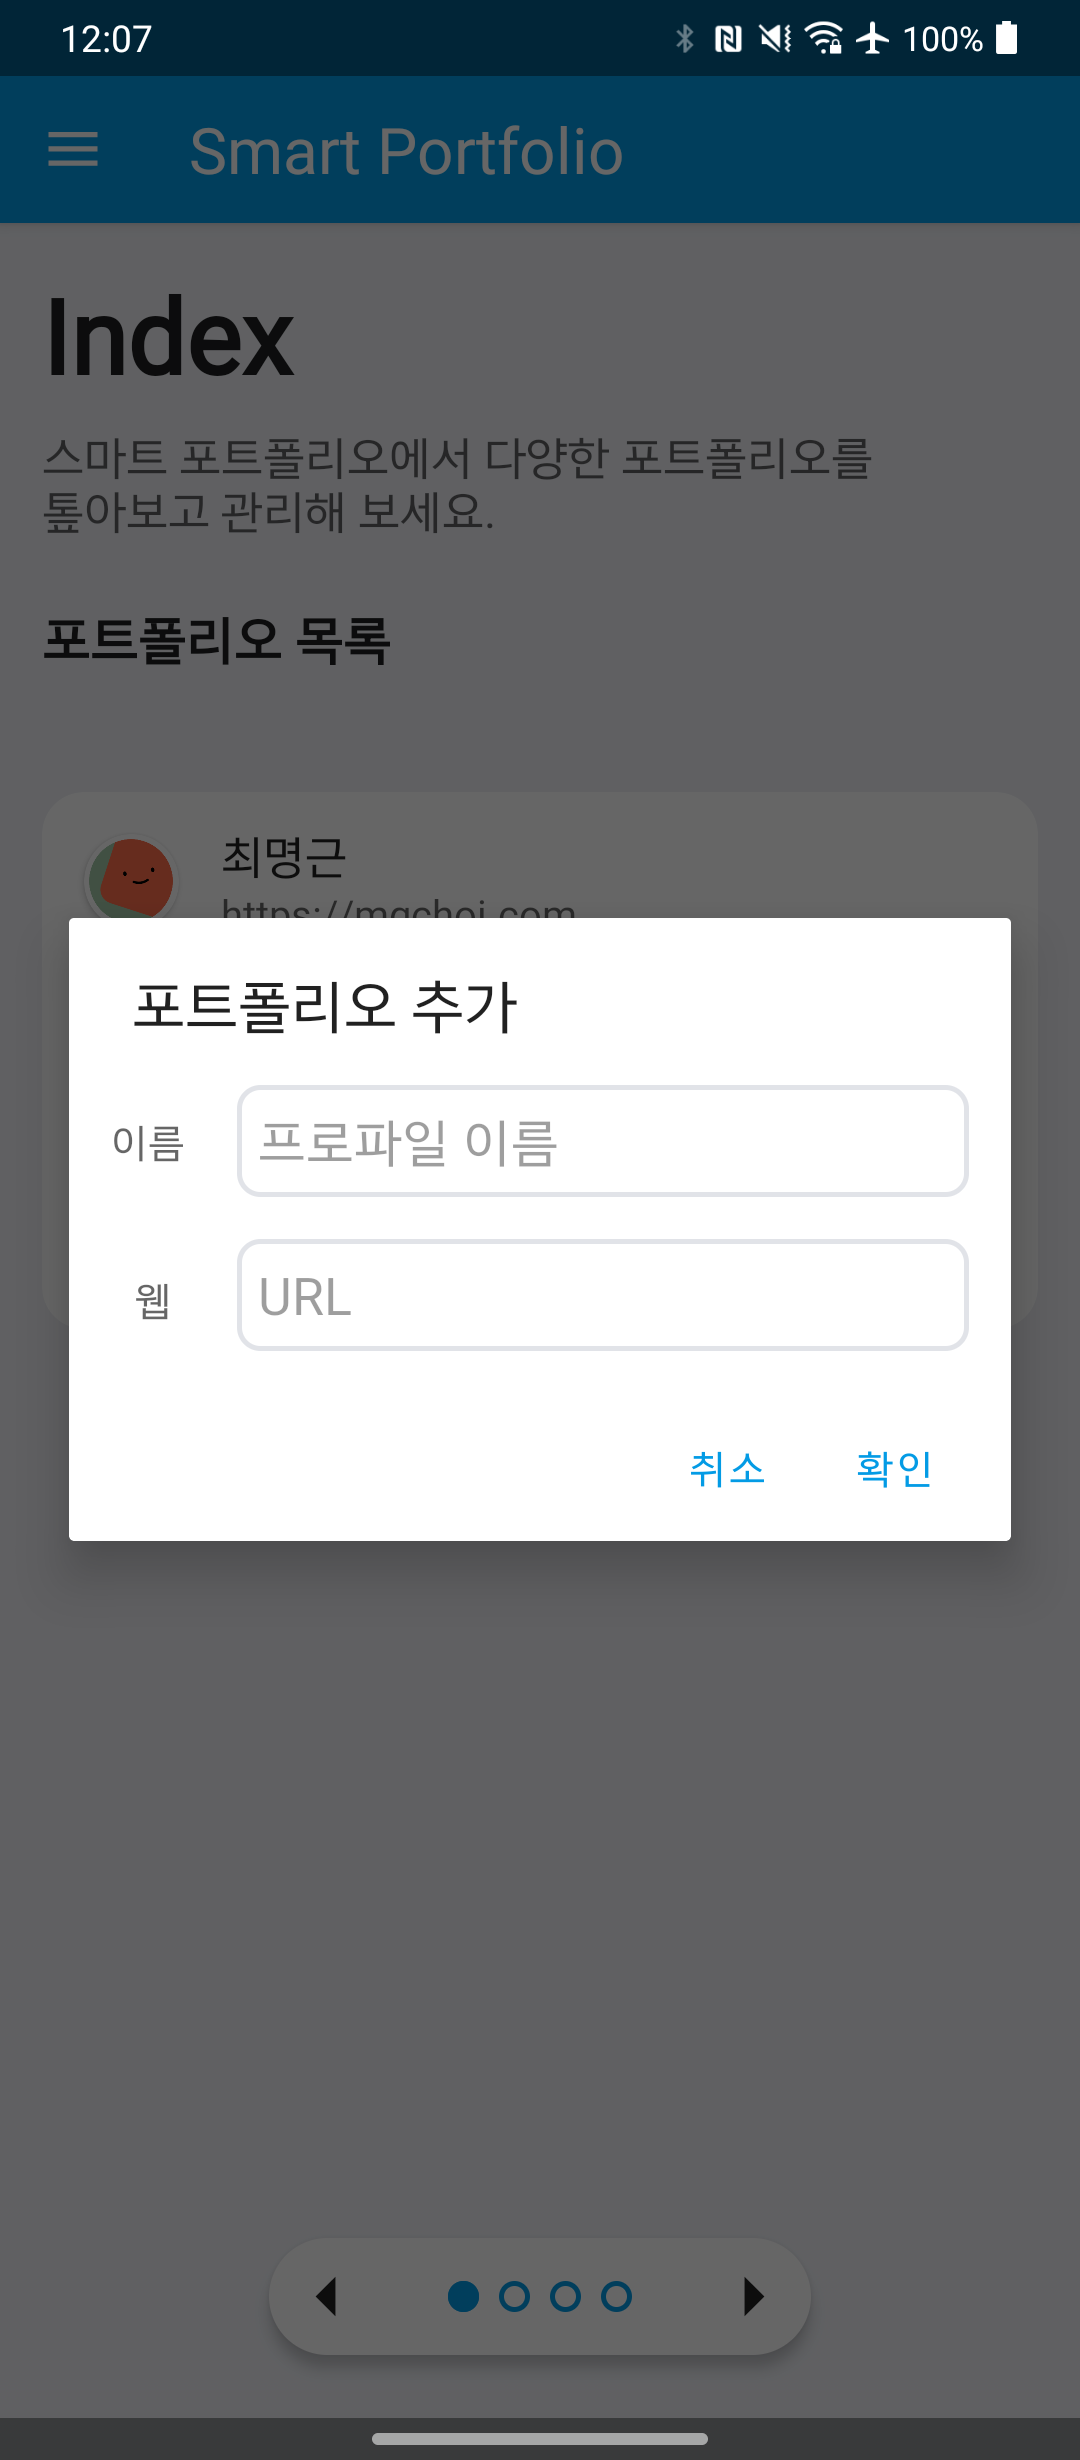 12:07
100%
Smart Portfolio
Index
스마트 포트폴리오에서 다양한 포트폴리오를
톺아보고 관리해 보세요.
포트폴리오 목록
최명근
https://mgchoi.com
포트폴리오 추가
이름
프로파일 이름
웹
URL
취소
확인